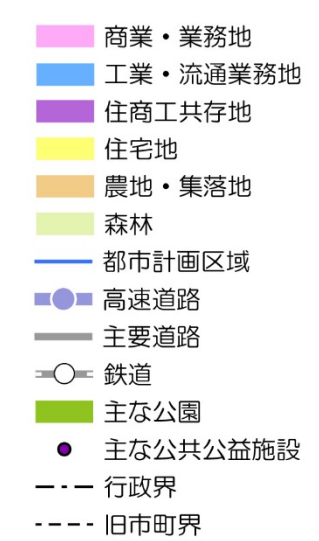 商業・業務地
工業・流通業務地
住商工共存地
住宅地
農地・集落地
森林
都市計画区域
高速道路
主要道路
鉄道
主な公園
主な公共公益施設
行政界
旧市町界